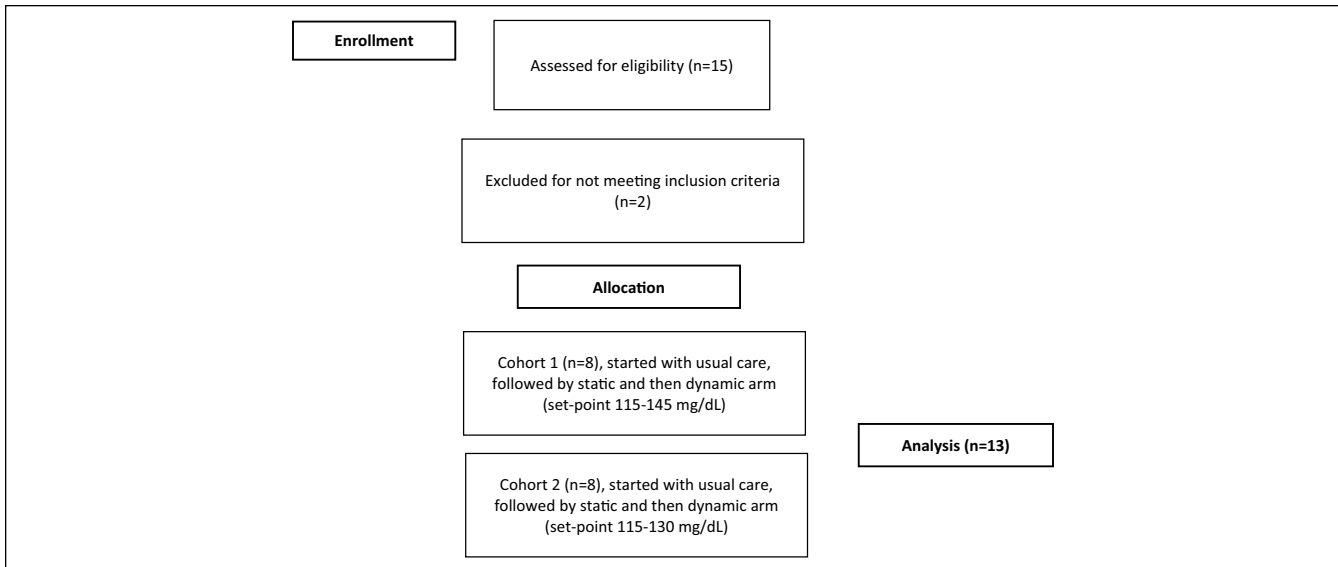 Enrollment
Assessed for eligibility (n=15)
Excluded for not meeting inclusion criteria
(n=2)
Allocation
Cohort 1 (n=8), started with usual care,
followed by static and then dynamic arm
(set-point 115-145 mg/dL)
Analysis (n=13)
Cohort 2 (n=8), started with usual care,
followed by static and then dynamic arm
(set-point 115-130 mg/dL)